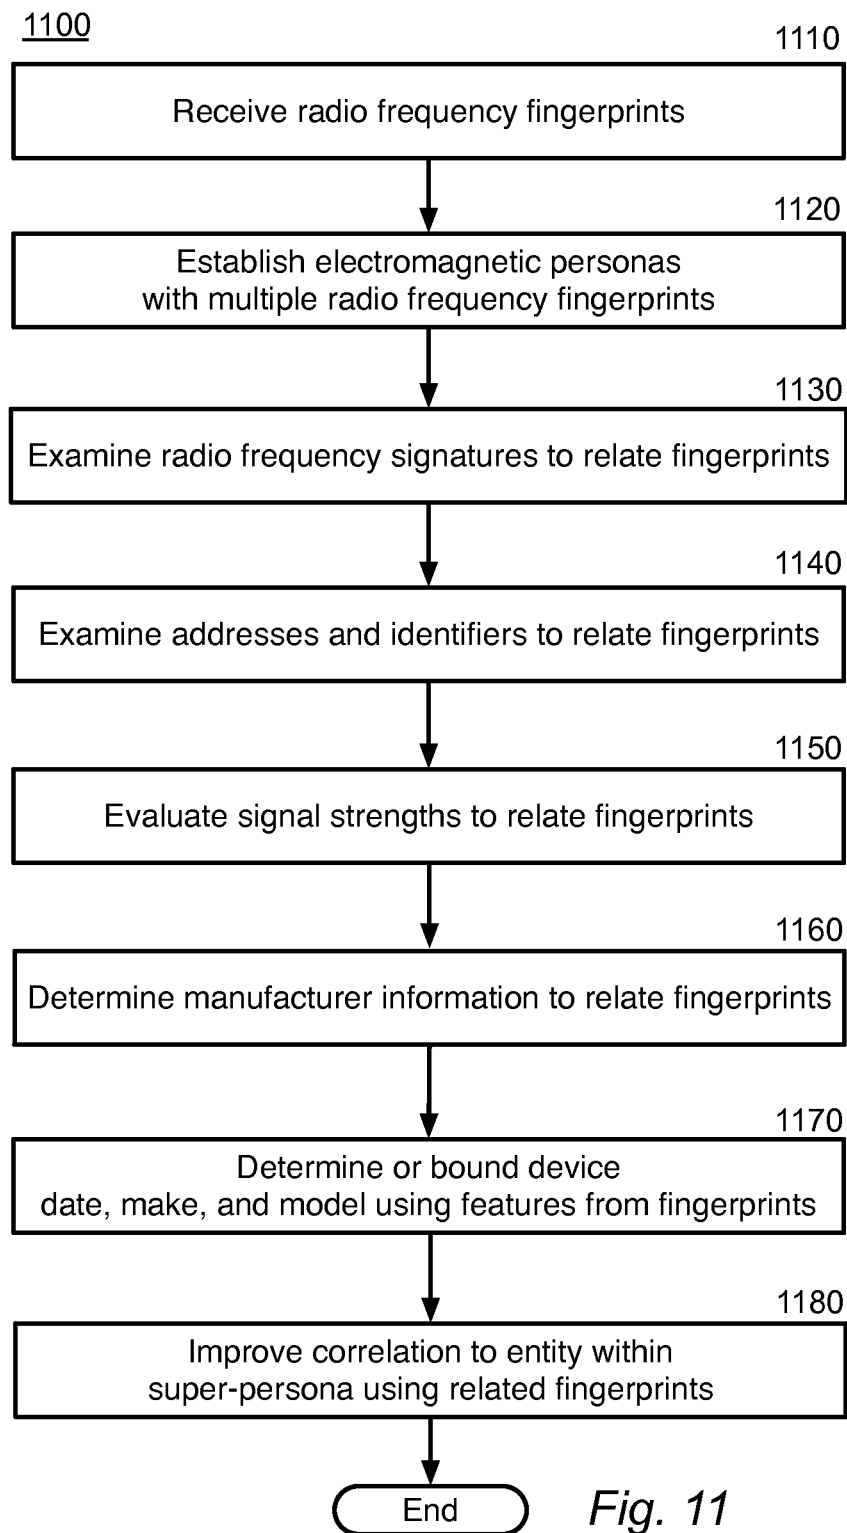 1100
1110
Receive radio frequency fingerprints
1120
Establish electromagnetic personas
with multiple radio frequency fingerprints
1130
Examine radio frequency signatures to relate fingerprints
1140
Examine addresses and identifiers to relate fingerprints
1150
Evaluate signal strengths to relate fingerprints
1160
Determine manufacturer information to relate fingerprints
1170
Determine or bound device
date, make, and model using features from fingerprints
1180
Improve correlation to entity within
super-persona using related fingerprints
End
Fig. 11